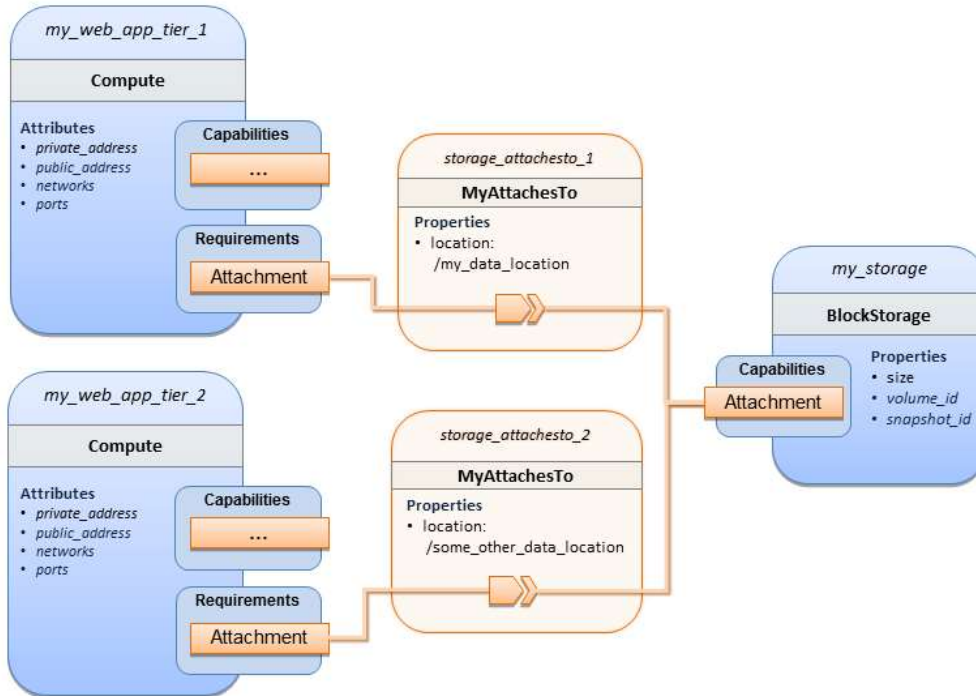 my_web_app_tier_1
Compute
Attributes
• private_address
• public_address
• networks
• ports
Capabilities
...
Requirements
Attachment
storage_attachesto_1
MyAttachesTo
Properties
• location:
/my_data_location
my_web_app_tier_2
Compute
Attributes
• private_address
• public_address
• networks
• ports
Capabilities
...
Requirements
Attachment
storage_attachesto_2
MyAttachesTo
Properties
• location:
/some_other_data_location
my_storage
BlockStorage
Capabilities
Attachment
Properties
• size
• volume_id
• snapshot_id